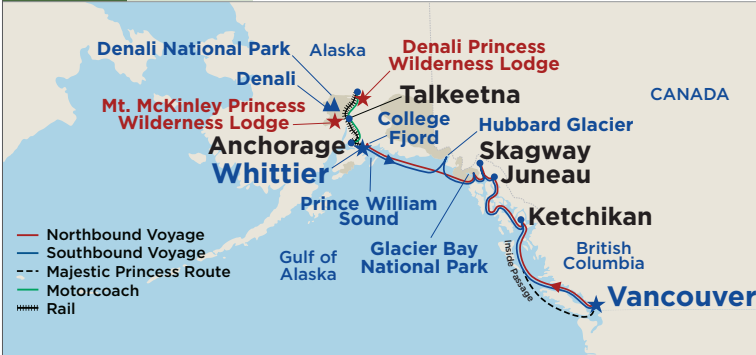 Denali National Park
Alaska
Denali Princess
Wilderness Lodge
Denali
Talkeetna
CANADA
Mt. McKinley Princess
Wilderness Lodge
College
Fjord
Hubbard Glacier
Anchorage
Skagway
Whittier
Juneau
Prince William
Sound
Ketchikan
Glacier Bay
National Park
Gulf of
Alaska
British
Columbia
Inside Passage
Vancouver
Northbound Voyage
Southbound Voyage
Majestic Princess Route
Motorcoach
Rail